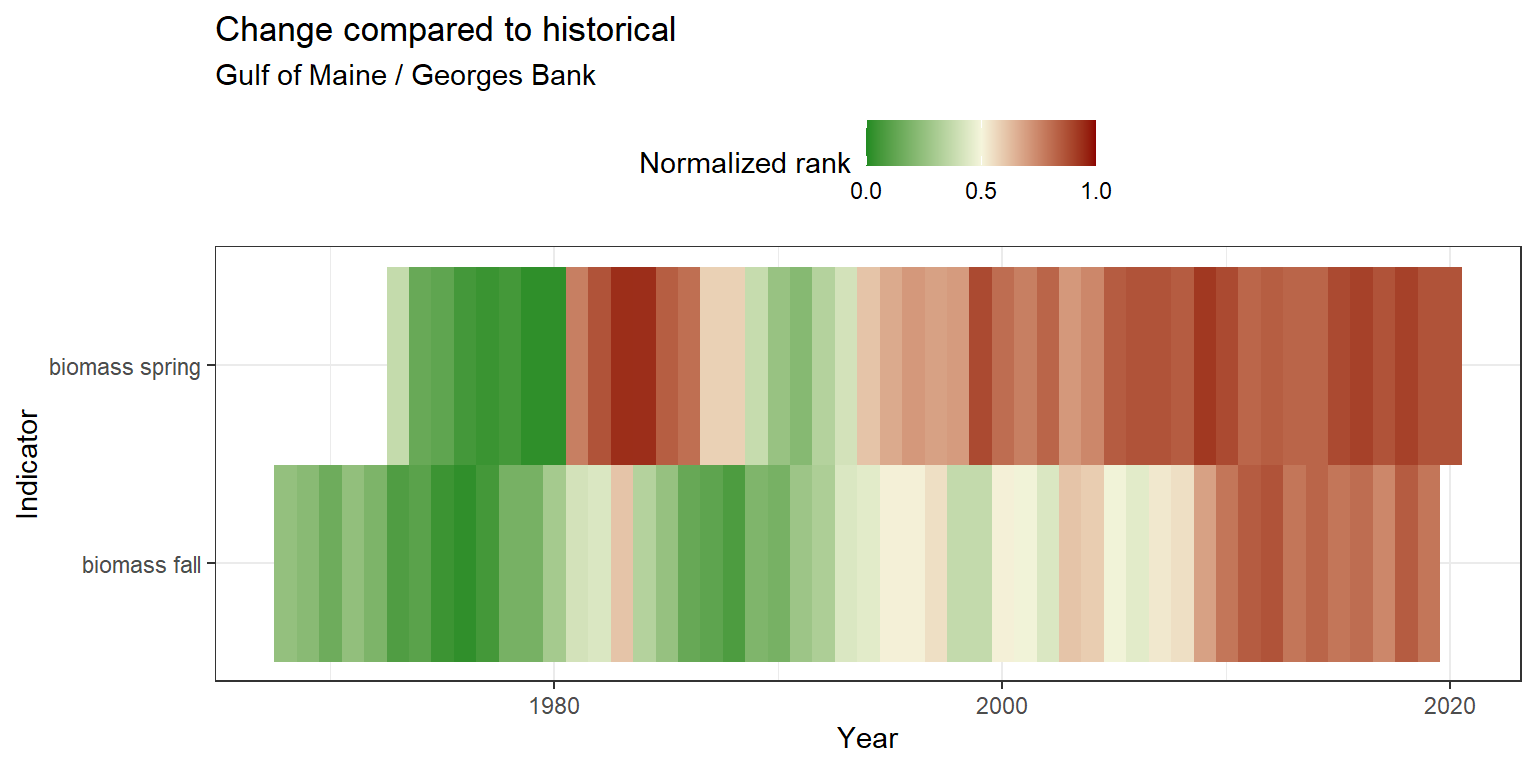 Change compared to historical
Gulf of Maine / Georges Bank
Normalized rank
0.0 0.5 1.0
biomass spring
biomass fall
Indicator
1980 2000 2020
Year